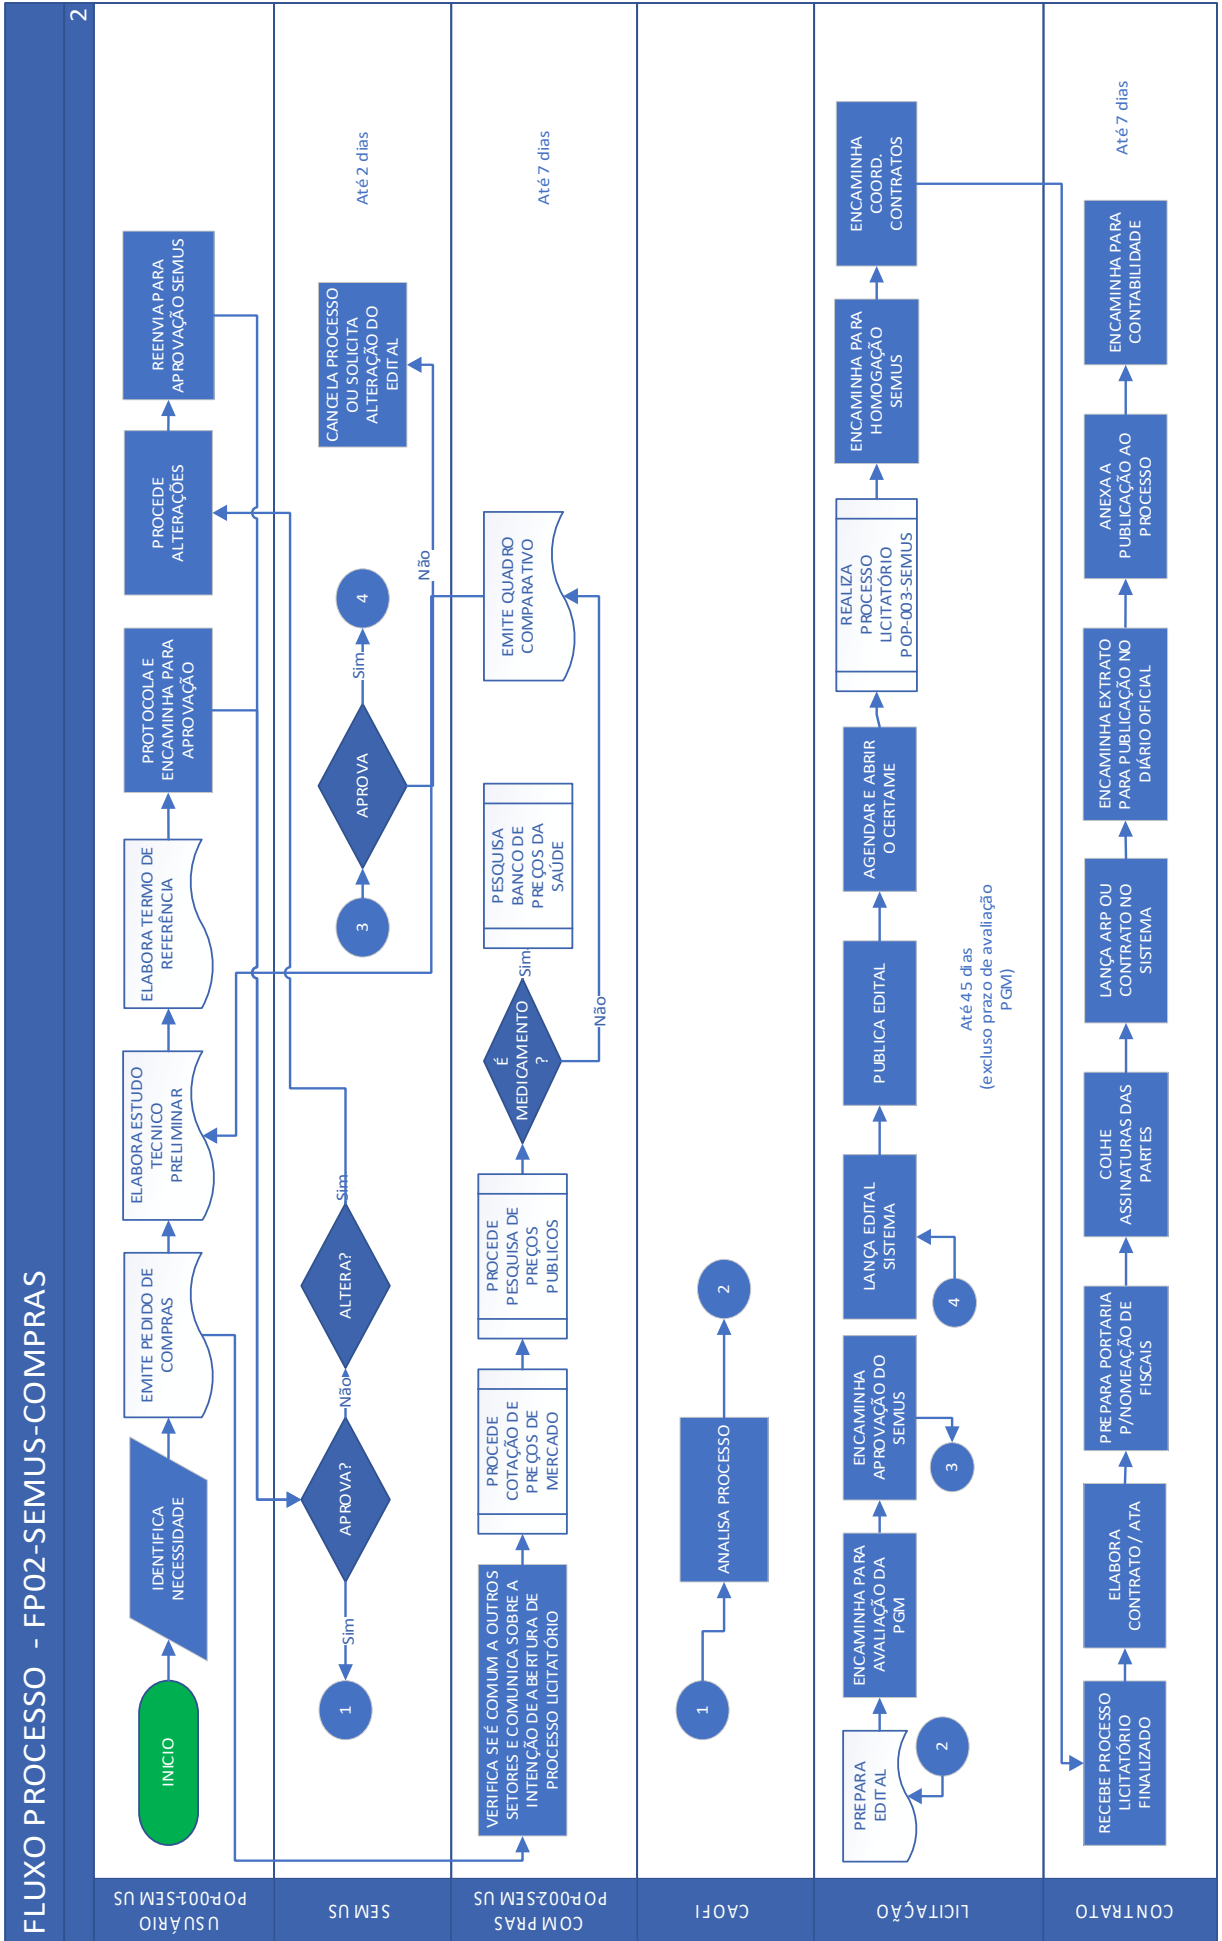 FLUXO PROCESSO - FP02-SEMUS-COMPRAS
2
USUÁRIO
POP-001-SEMUS
INICIO
IDENTIFICA
NECESSIDADE
EMITE PEDIDO DE
COMPRAS
ELABORA ESTUDO
TECNICO
PRELIMINAR
ELABORA TERMO DE
REFERÊNCIA
PROTOCOLA E
ENCAMINHA PARA
APROVAÇÃO
PROCEDE
ALTERAÇÕES
REENVIA PARA
APROVAÇÃO SEMUS
SEMUS
1
Sim
APROVA?
Não
ALTERA?
Sim
3
APROVA
Sim
4
Não
CANCELA PROCESSO
OU SOLICITA
ALTERAÇÃO DO
EDITAL
Até 2 dias
COMPRAS
POP-002-SEMUS
VERIFICA SE É COMUM A OUTROS
SETORES E COMUNICA SOBRE A
INTENÇÃO DE ABERTURA DE
PROCESSO LICITATÓRIO
PROCEDE
COTAÇÃO DE
PREÇOS DE
MERCADO
PROCEDE
PESQUISA DE
PREÇOS
PUBLICOS
É
MEDICAMENTO
?
Sim
Não
PESQUISA
BANCO DE
PREÇOS DA
SAÚDE
EMITE QUADRO
COMPARATIVO
Até 7 dias
CAOFI
1
ANALISA PROCESSO
2
LICITAÇÃO
PREPARA
EDITAL
2
ENCAMINHA PARA
AVALIAÇÃO DA
PGM
ENCAMINHA
APROVAÇÃO DO
SEMUS
3
LANÇA EDITAL
SISTEMA
4
PUBLICA EDITAL
AGENDAR E ABRIR
O CERTAME
REALIZA
PROCESSO
LICITATÓRIO
POP-003-SEMUS
ENCAMINHA PARA
HOMOGAÇÃO
SEMUS
ENCAMINHA
COORD.
CONTRATOS
Até 45 dias
(excluso prazo de avaliação
PGM)
CONTRATO
RECEBE PROCESSO
LICITATÓRIO
FINALIZADO
ELABORA
CONTRATO / ATA
PREPARA PORTARIA
P/NOMEAÇÃO DE
FISCAIS
COLHE
ASSINATURAS DAS
PARTES
LANÇA ARP OU
CONTRATO NO
SISTEMA
ENCAMINHA EXTRATO
PARA PUBLICAÇÃO NO
DIÁRIO OFICIAL
ANEXA A
PUBLICAÇÃO AO
PROCESSO
ENCAMINHA PARA
CONTABILIDADE
Até 7 dias